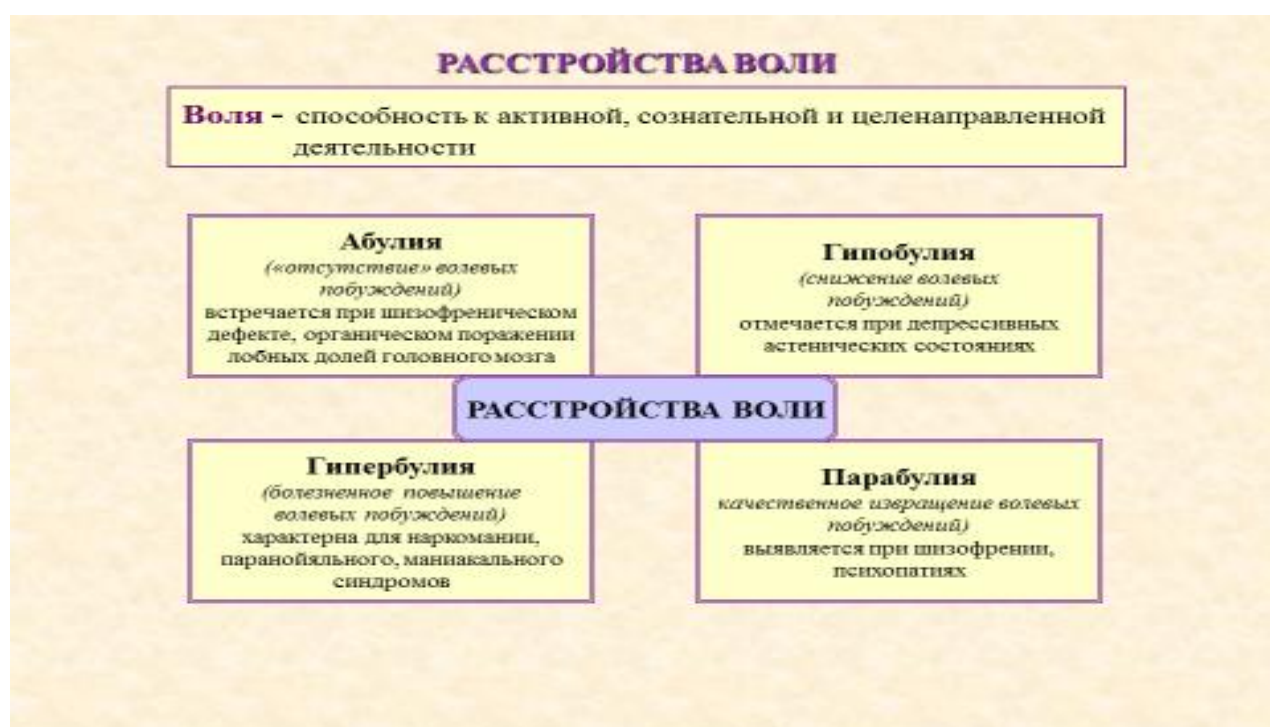 РАССТРОЙСТВА ВОЛИ
Воля - способность к активной, сознательной и целенаправленной
деятельности
Абулия
(«отсутствие» волевых
побуждений)
встречается при шизофреническом
дефекте, органическом поражении
лобных долей головного мозга
Гипобулия
(снижение волевых
побуждений)
отмечается при депрессивных
астенических состояниях
РАССТРОЙСТВА ВОЛИ
Гипербулия
(болезненное повышение
волевых побуждений)
характерна для наркомании,
паранойяльного, маниакального
синдромов
Парабулия
качественное извращение волевых
побуждений)
выявляется при шизофрении,
психопатиях